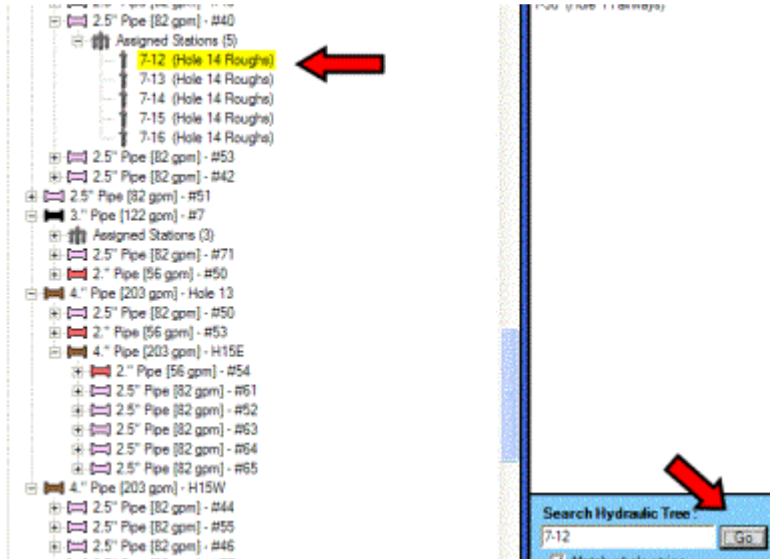 2.5" Pipe [82 gpm] - #40
Assigned Stations (5)
7-12 (Hole 14 Roughs)
7-13 (Hole 14 Roughs)
7-14 (Hole 14 Roughs)
7-15 (Hole 14 Roughs)
7-16 (Hole 14 Roughs)
2.5" Pipe [82 gpm] - #53
2.5" Pipe [82 gpm] - #42
2.5" Pipe [82 gpm] - #51
3." Pipe [122 gpm] - #7
Assigned Stations (3)
2.5" Pipe [82 gpm] - #71
2." Pipe [56 gpm] - #50
4." Pipe [203 gpm] - Hole 13
2.5" Pipe [82 gpm] - #50
2." Pipe [56 gpm] - #53
4." Pipe [203 gpm] - H15E
2." Pipe [56 gpm] - #54
2.5" Pipe [82 gpm] - #61
2.5" Pipe [82 gpm] - #52
2.5" Pipe [82 gpm] - #63
2.5" Pipe [82 gpm] - #64
2.5" Pipe [82 gpm] - #65
4." Pipe [203 gpm] - H15W
2.5" Pipe [82 gpm] - #44
2.5" Pipe [82 gpm] - #55
2.5" Pipe [82 gpm] - #46
Search Hydraulic Tree :
7-12
Go